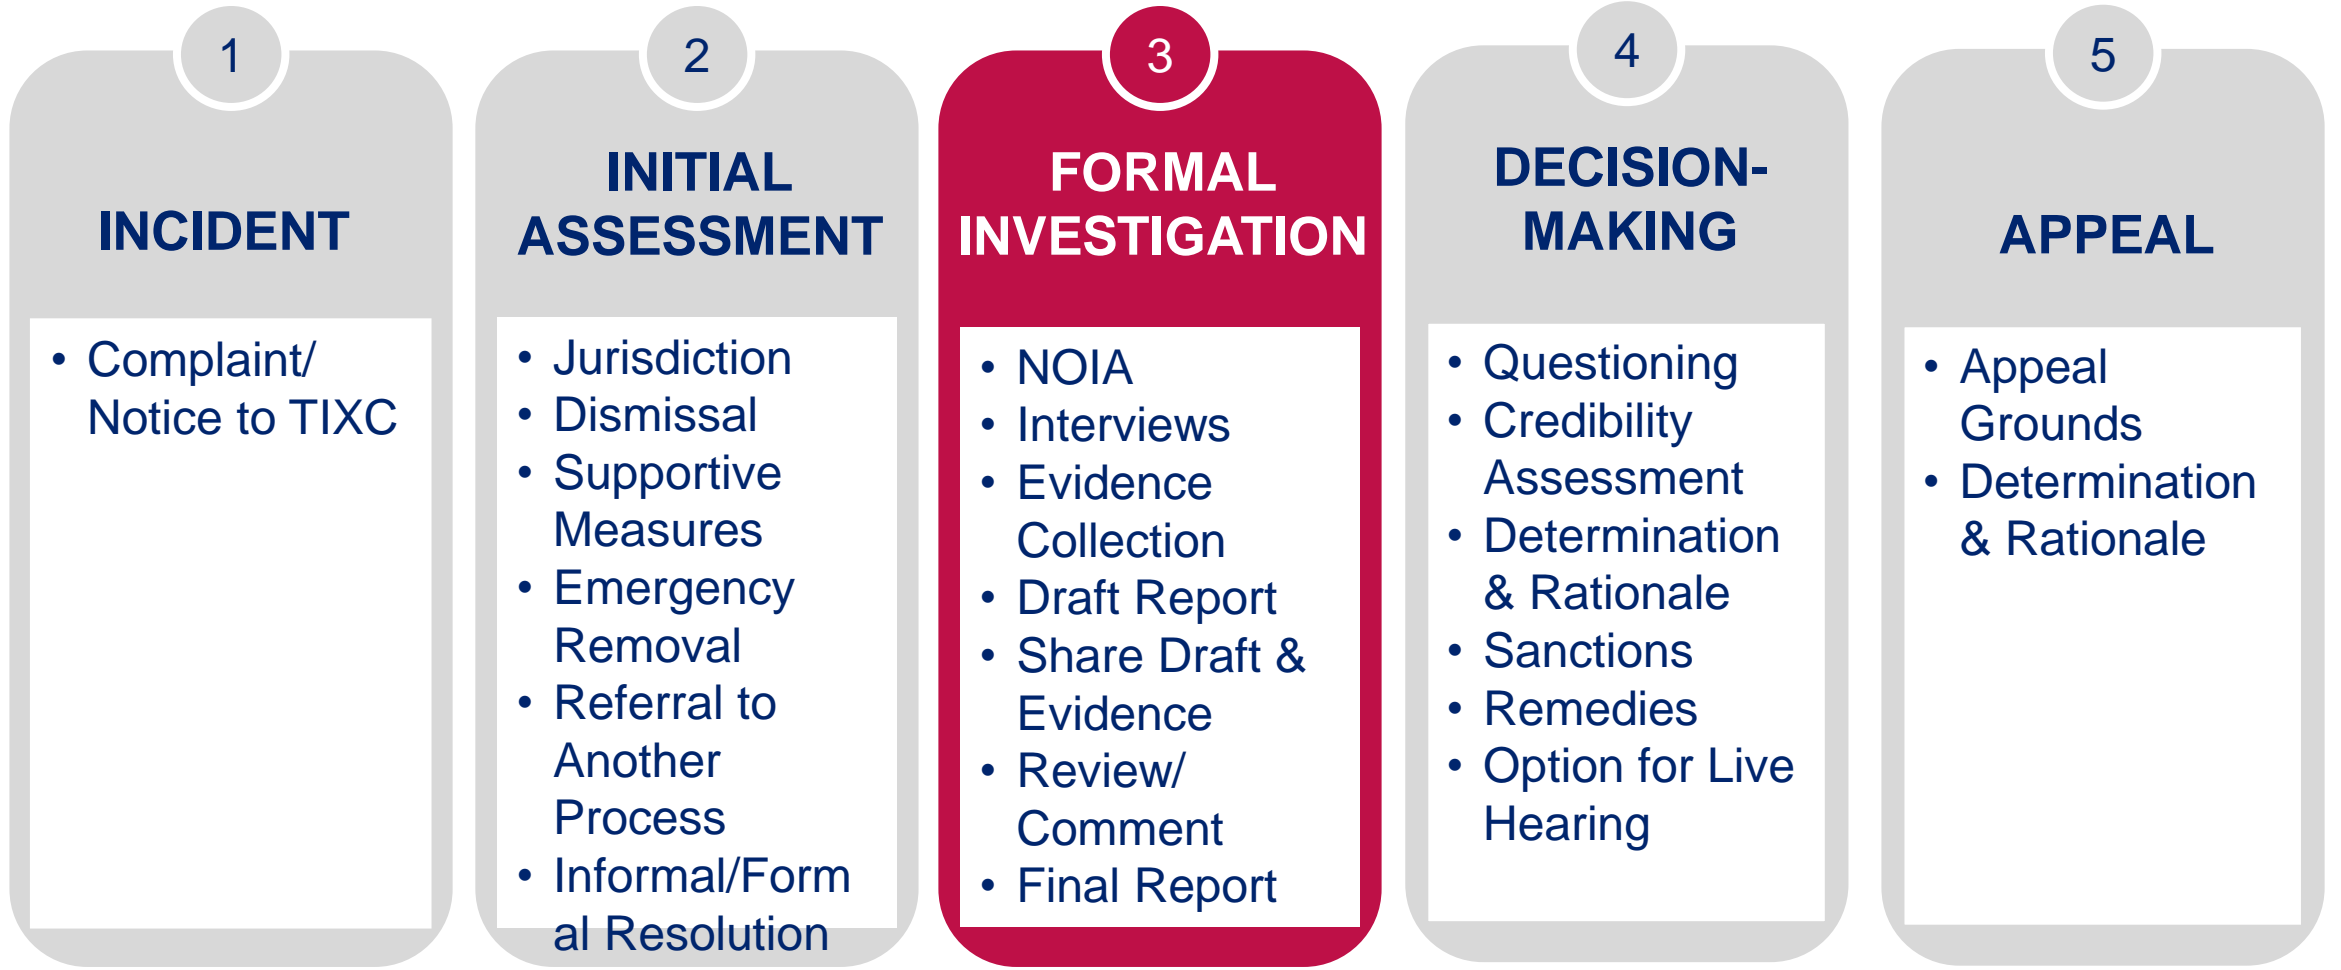 1
INCIDENT
• Complaint/
Notice to TIXC
2
INITIAL
ASSESSMENT
• Jurisdiction
• Dismissal
• Supportive
Measures
• Emergency
Removal
• Referral to
Another
Process
• Informal/Form
al Resolution
3
FORMAL
INVESTIGATION
• NOIA
• Interviews
• Evidence
Collection
• Draft Report
• Share Draft &
Evidence
• Review/
Comment
• Final Report
4
DECISION-
MAKING
• Questioning
• Credibility
Assessment
• Determination
& Rationale
• Sanctions
• Remedies
• Option for Live
Hearing
5
APPEAL
• Appeal
Grounds
• Determination
& Rationale